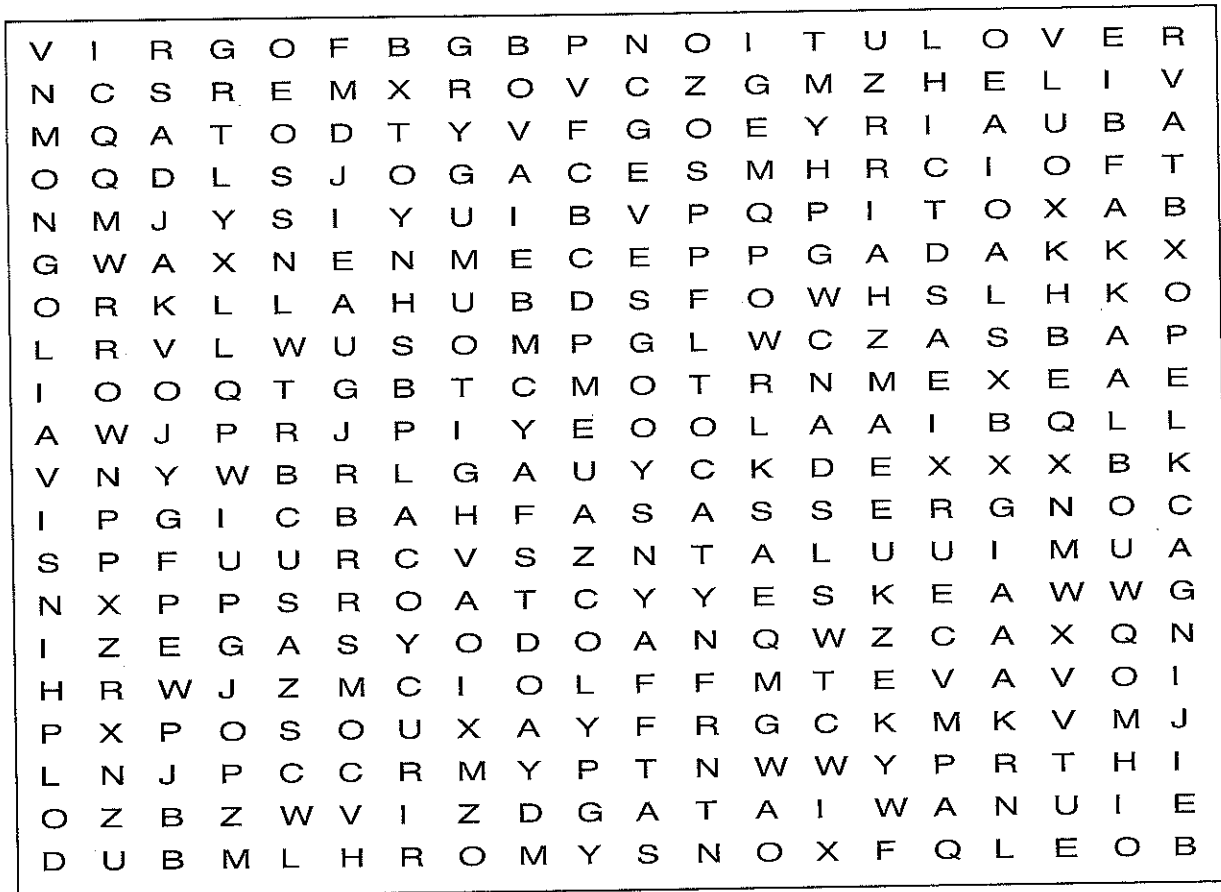 V I R G O F B G B P N O I T U L O V E R
N C S R E M X R O V C Z G M Z H E L I V
M Q A T O D T Y V F G O E Y R I A U B A
O Q D L S J O G A C E S M H R C I O F T
N M J Y S I Y U I B V P Q P I T O X A B
G W A X N E N M E C E P P G A D A K K X
O R K L L A H U B D S F O W H S L H K O
L R V L W U S O M P G L W C Z A S B A P
I O O Q T G B T C M O T R N M E X E A E
A W J P R J P I Y E O O L A A I B Q L L
V N Y W B R L G A U Y C K D E X X X B K
I P G I C B A H F A S A S S E R G N O C
S P F U U R C V S Z N T A L U U I M U A
N X P P S R O A T C Y Y E S K E A W W G
I Z E G A S Y O D O A N Q W Z C A X Q N
H R W J Z M C I O L F F M T E V A V O I
P X P O S O U X A Y F R G C K M K V M J
L N J P C C R M Y P T N W W Y P R T H I
O Z B Z W V I Z D G A T A I W A N U I E
D U B M L H R O M Y S N O X F Q L E O B